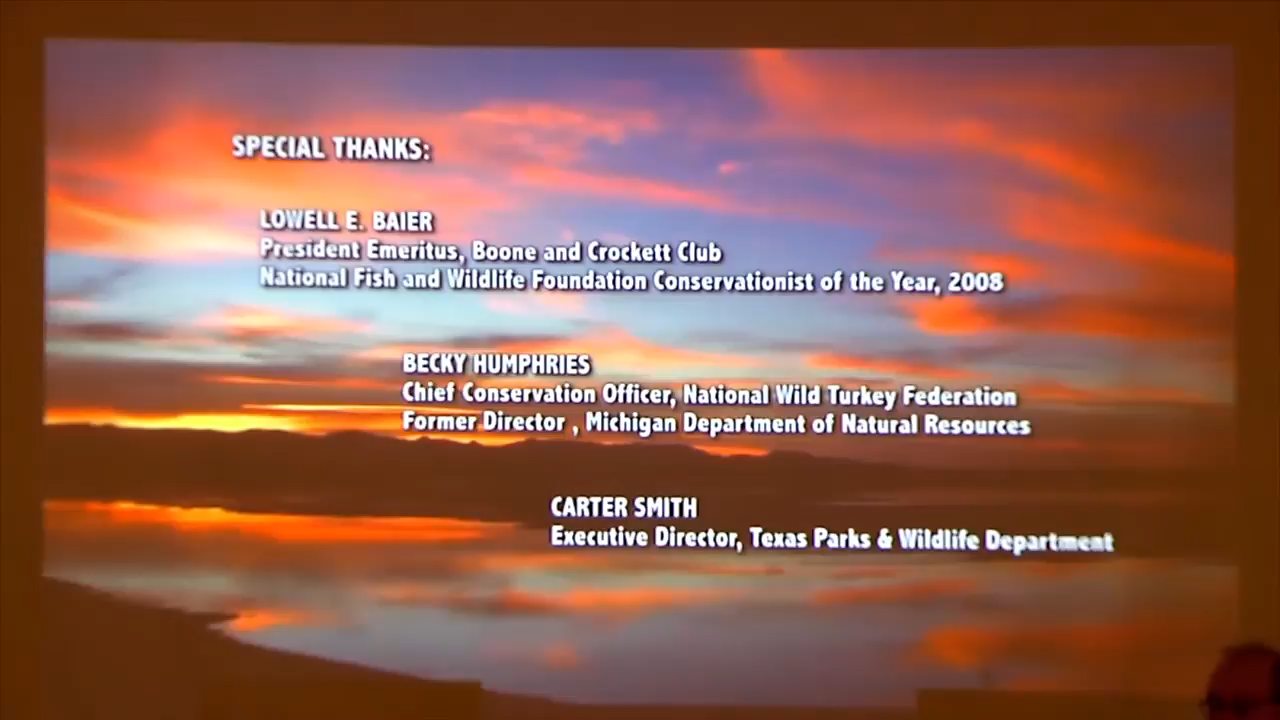 SPECIAL THANKS:
LOWELL E. BAIER
President Emeritus, Boone and Crockett Club
National Fish and Wildlife Foundation Conservationist of the Year, 2008
BECKY HUMPHRIES
Chief Conservation Officer, National Wild Turkey Federation
Former Director , Michigan Department of Natural Resources
CARTER SMITH
Executive Director, Texas Parks & Wildlife Department